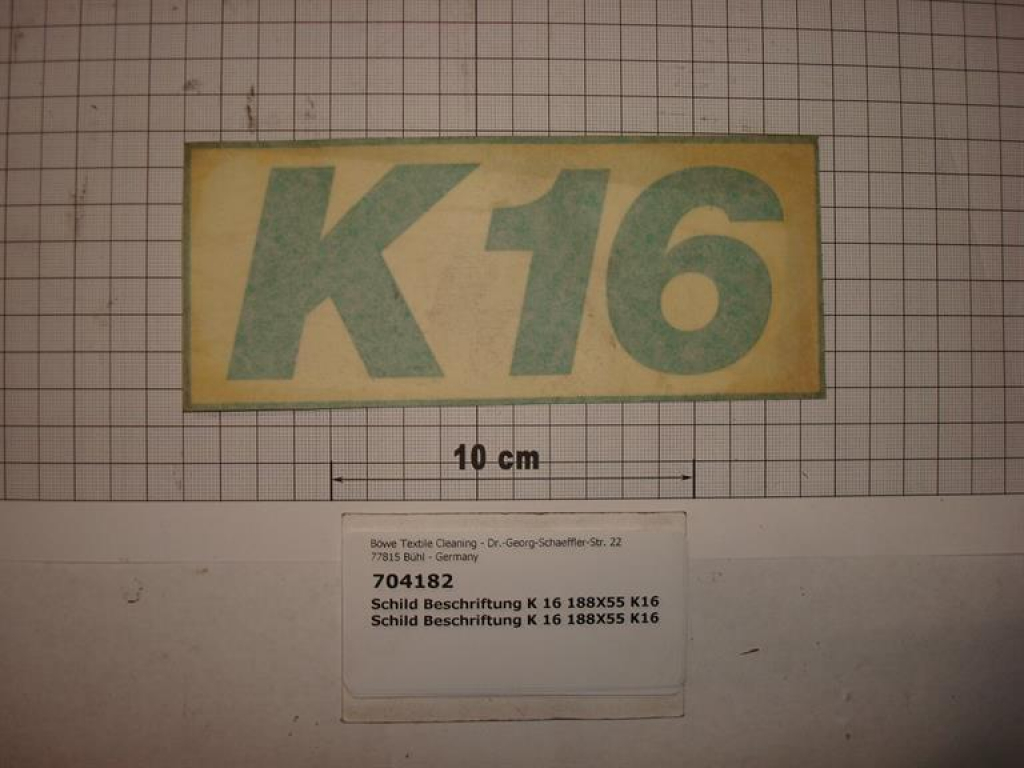 K16
10 cm
Böwe Textile Cleaning - Dr.-Georg-Schaeffler-Str. 22
77815 Bühl - Germany
704182
Schild Beschriftung K 16 188X55 K16
Schild Beschriftung K 16 188X55 K16